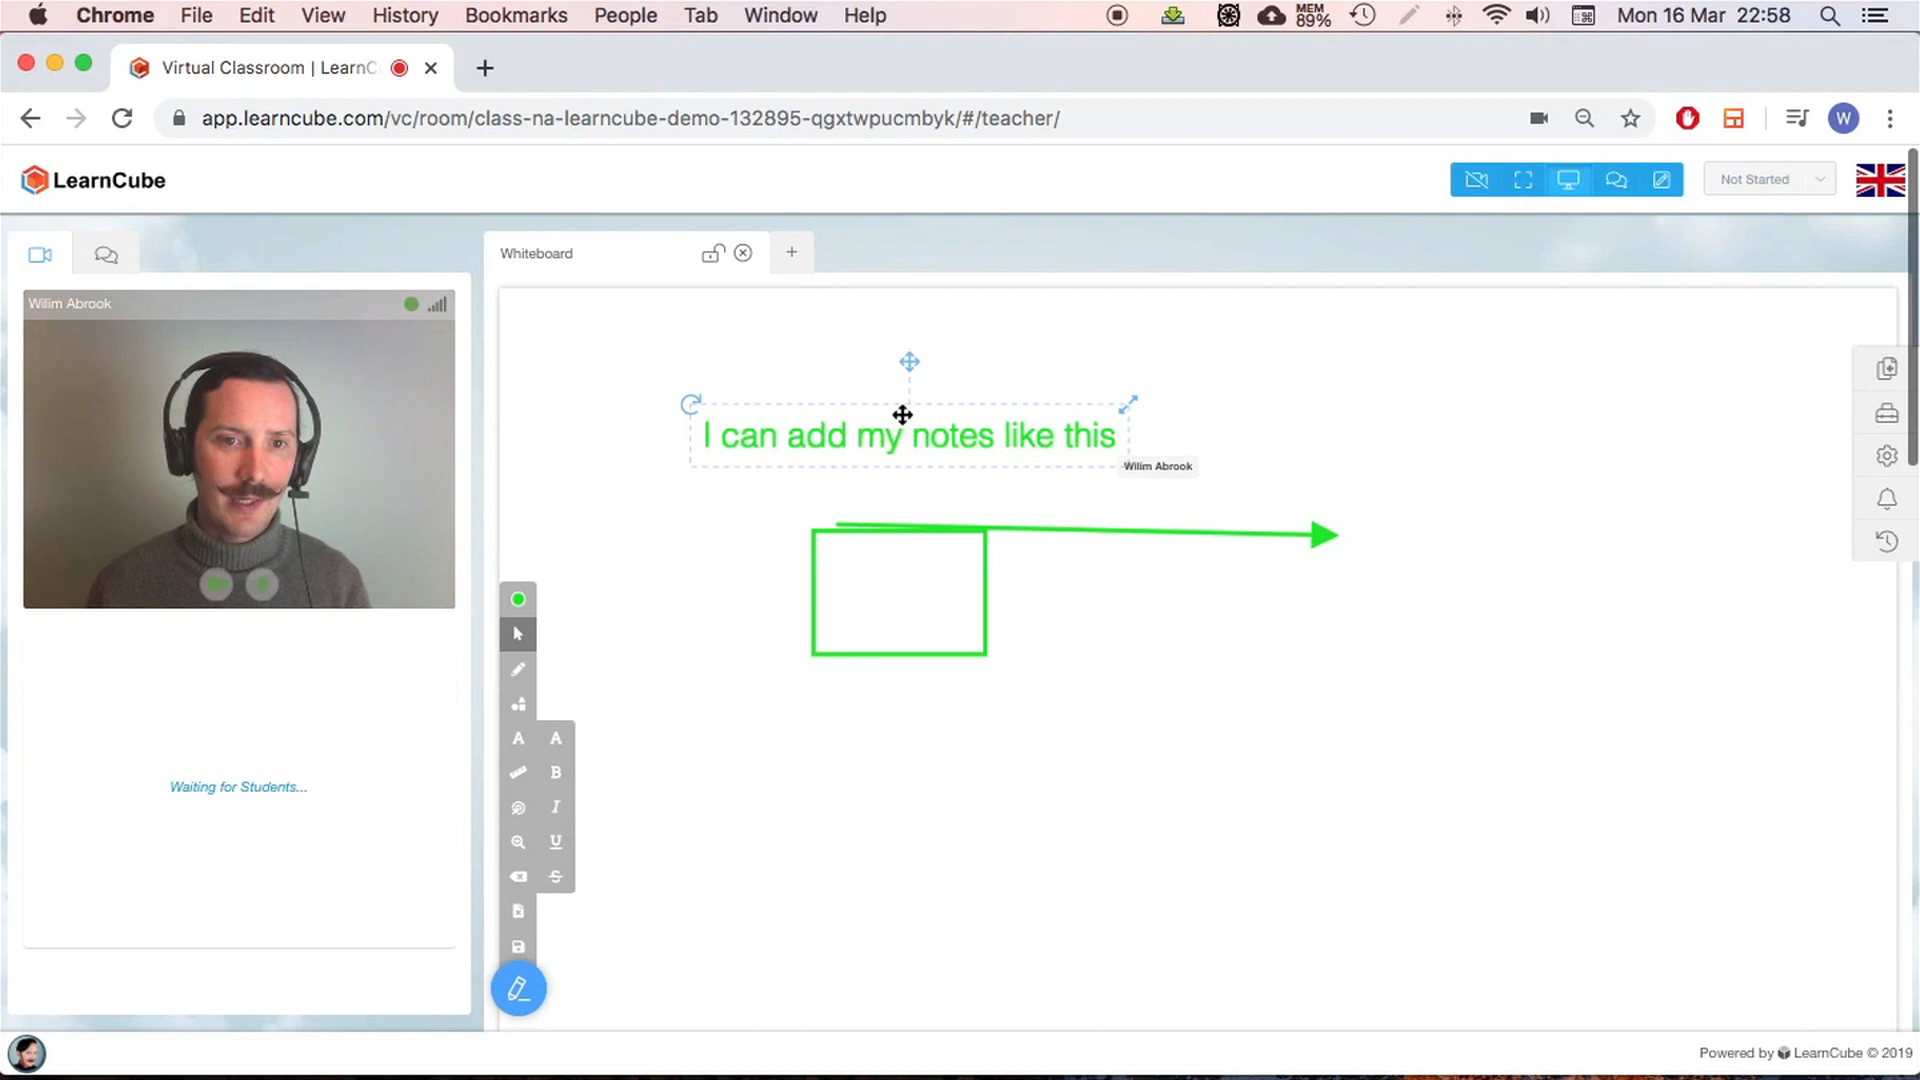 Chrome File Edit View History Bookmarks People Tab Window Help MEM 89% Mon 16 Mar 22:58
Virtual Classroom | LearnC
app.learncube.com/vc/room/class-na-learncube-demo-132895-qgxtwpucmbyk/#/teacher/ W
LearnCube Not Started
Whiteboard
Wilim Abrook
I can add my notes like this
Wilim Abrook
A A
B
I
U
S
Waiting for Students...
Powered by LearnCube © 2019